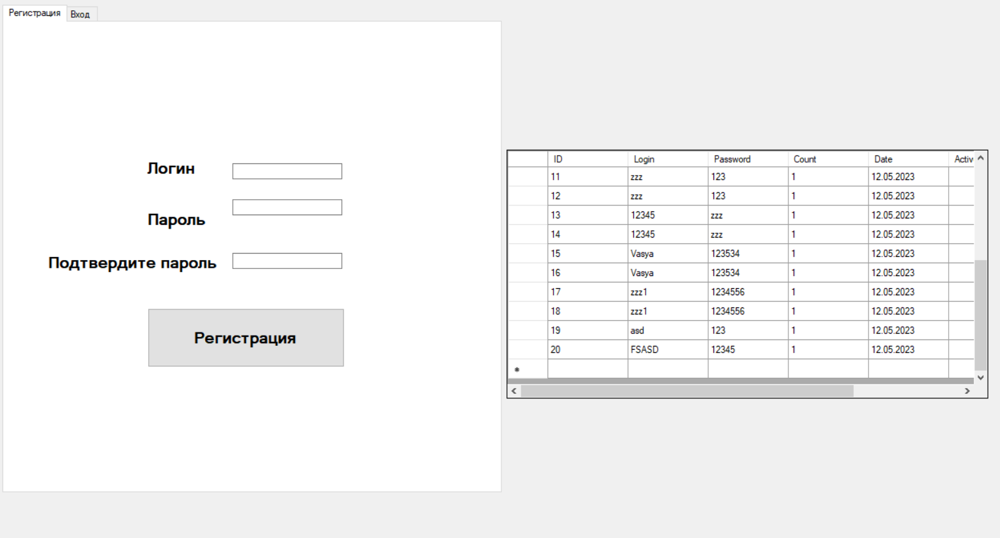 Регистрация Вход
Логин
Пароль
Подтвердите пароль
Регистрация
ID Login Password Count Date Activ
11 zzz 123 1 12.05.2023
12 zzz 123 1 12.05.2023
13 12345 zzz 1 12.05.2023
14 12345 zzz 1 12.05.2023
15 Vasya 123534 1 12.05.2023
16 Vasya 123534 1 12.05.2023
17 zzz1 1234556 1 12.05.2023
18 zzz1 1234556 1 12.05.2023
19 asd 123 1 12.05.2023
20 FSASD 12345 1 12.05.2023